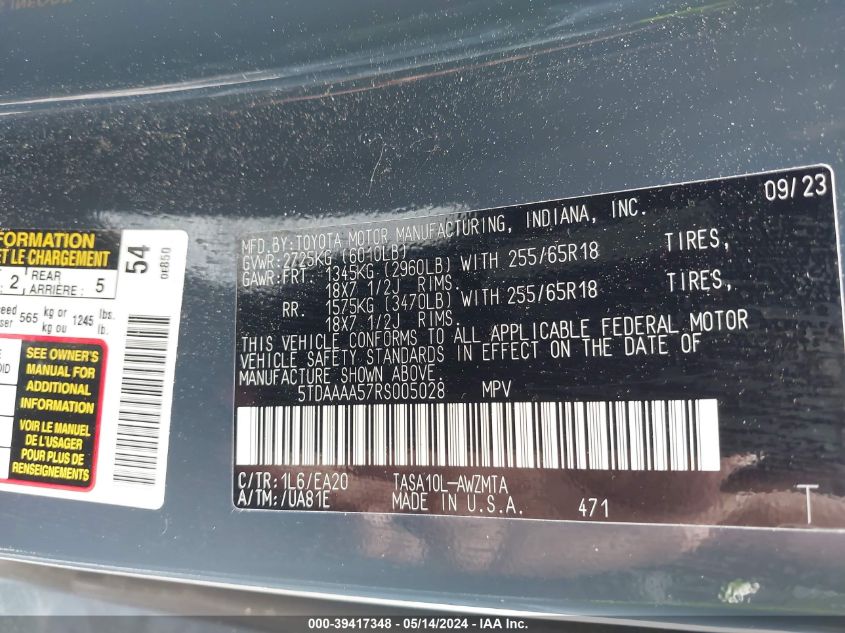 FORMATION
ET LE CHARGEMENT
2 REAR
ARRIÈRE: 5
565 kg or 1245 lbs.
kg ou lb.
SEE OWNER'S
MANUAL FOR
ADDITIONAL
INFORMATION
VOIR LE MANUEL
DE L'USAGER
POUR PLUS DE
RENSEIGNEMENTS
54
0E850
09/23
MFD.BY:TOYOTA MOTOR MANUFACTURING, INDIANA, INC.
GVWR:2725KG (6010LB)
GAWR:FRT. 1345KG (2960LB) WITH 255/65R18 TIRES,
18X7 1/2J RIMS.
RR. 1575KG (3470LB) WITH 255/65R18 TIRES,
18X7 1/2J RIMS.
THIS VEHICLE CONFORMS TO ALL APPLICABLE FEDERAL MOTOR
VEHICLE SAFETY STANDARDS IN EFFECT ON THE DATE OF
MANUFACTURE SHOWN ABOVE.
5TDAAAA57RS005028 MPV
C/TR:1L6/EA20 TASA10L-AWZMTA
A/TM:/UA81E MADE IN U.S.A. 471
T
000-39417348 - 05/14/2024 - IAA Inc.